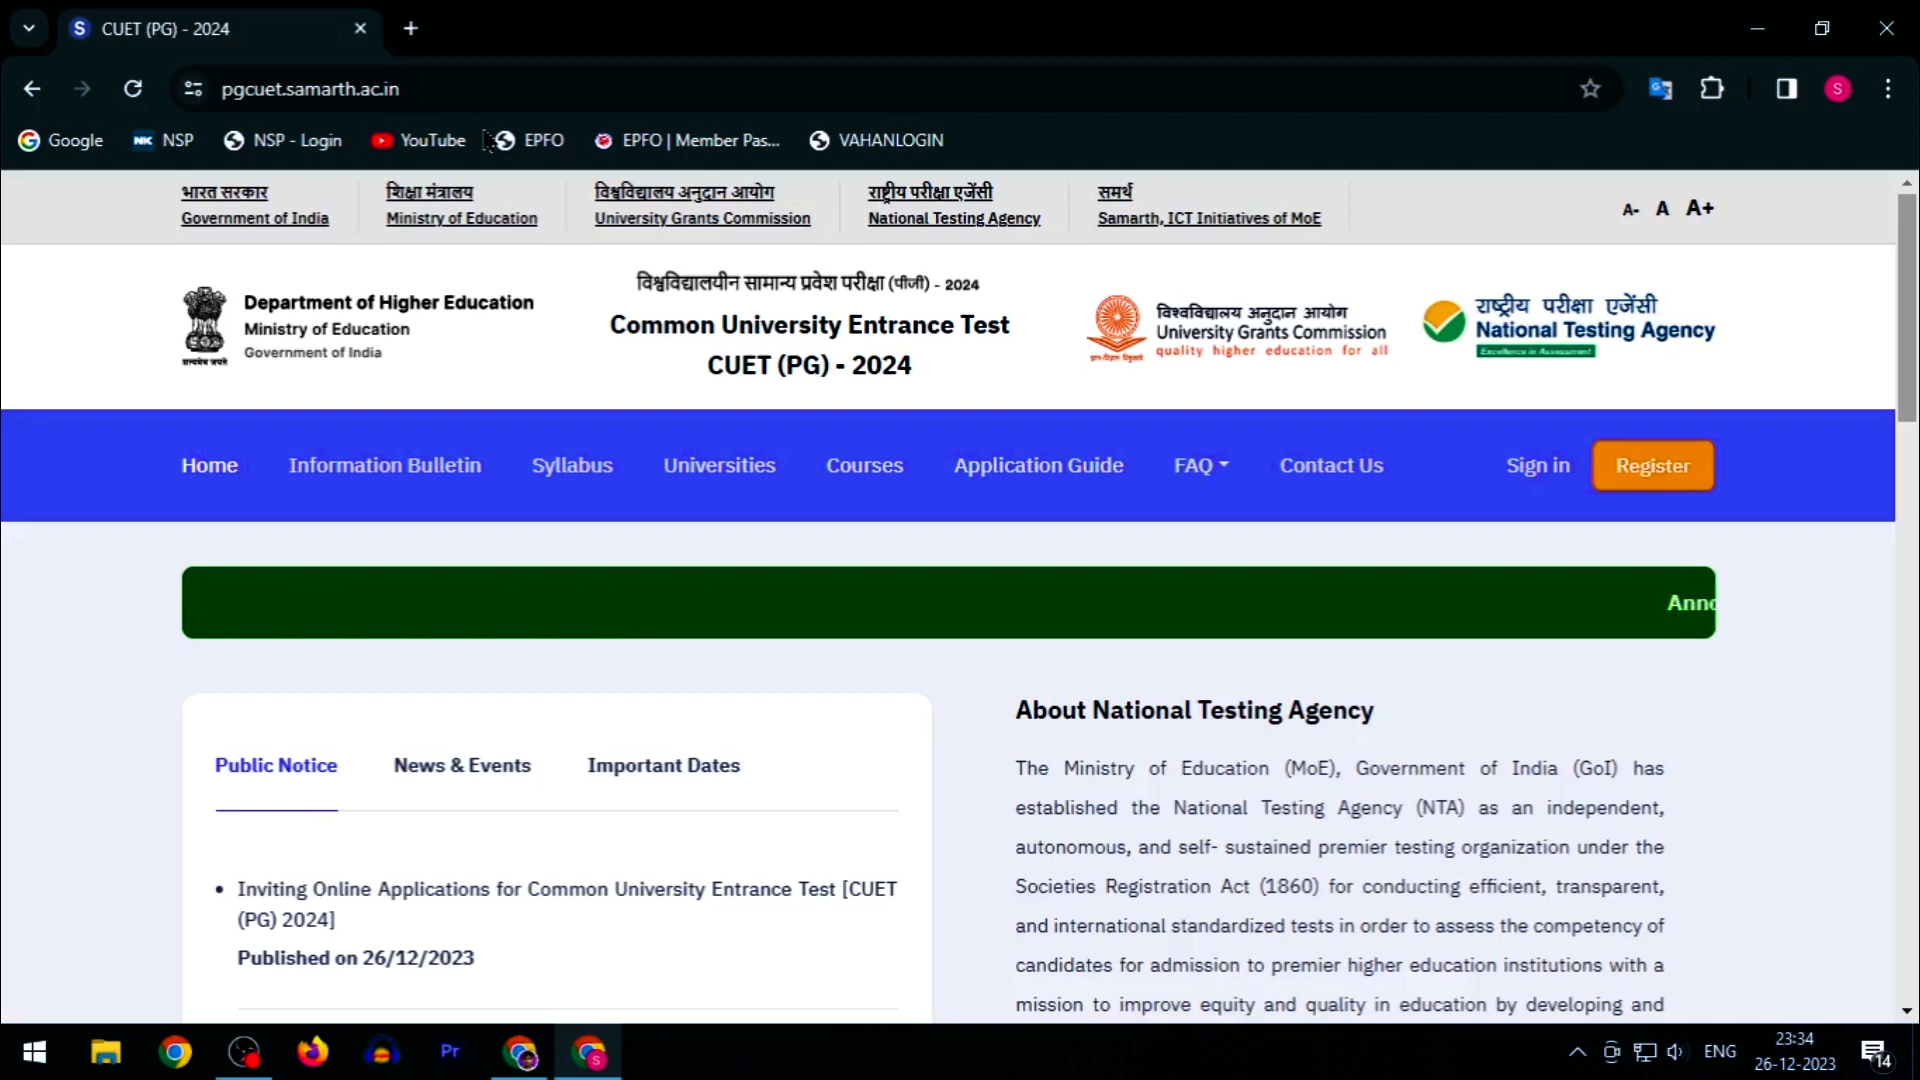 CUET (PG) - 2024
pgcuet.samarth.ac.in
S
Google
NSP
NSP - Login
YouTube
EPFO
EPFO | Member Pas...
VAHANLOGIN
भारत सरकार
Government of India
शिक्षा मंत्रालय
Ministry of Education
विश्वविद्यालय अनुदान आयोग
University Grants Commission
राष्ट्रीय परीक्षा एजेंसी
National Testing Agency
समर्थ
Samarth, ICT Initiatives of MoE
A- A A+
सत्यमेव जयते
Department of Higher Education
Ministry of Education
Government of India
विश्वविद्यालयीन सामान्य प्रवेश परीक्षा (पीजी) - 2024
Common University Entrance Test
CUET (PG) - 2024
विश्वविद्यालय अनुदान आयोग
University Grants Commission
quality higher education for all
राष्ट्रीय परीक्षा एजेंसी
National Testing Agency
Excellence in Assessment
Home
Information Bulletin
Syllabus
Universities
Courses
Application Guide
FAQ
Contact Us
Sign in
Register
Anno
Public Notice
News & Events
Important Dates
• Inviting Online Applications for Common University Entrance Test [CUET
(PG) 2024]
Published on 26/12/2023
About National Testing Agency
The Ministry of Education (MoE), Government of India (GoI) has
established the National Testing Agency (NTA) as an independent,
autonomous, and self- sustained premier testing organization under the
Societies Registration Act (1860) for conducting efficient, transparent,
and international standardized tests in order to assess the competency of
candidates for admission to premier higher education institutions with a
mission to improve equity and quality in education by developing and
Pr
S
ENG
23:34
26-12-2023
14